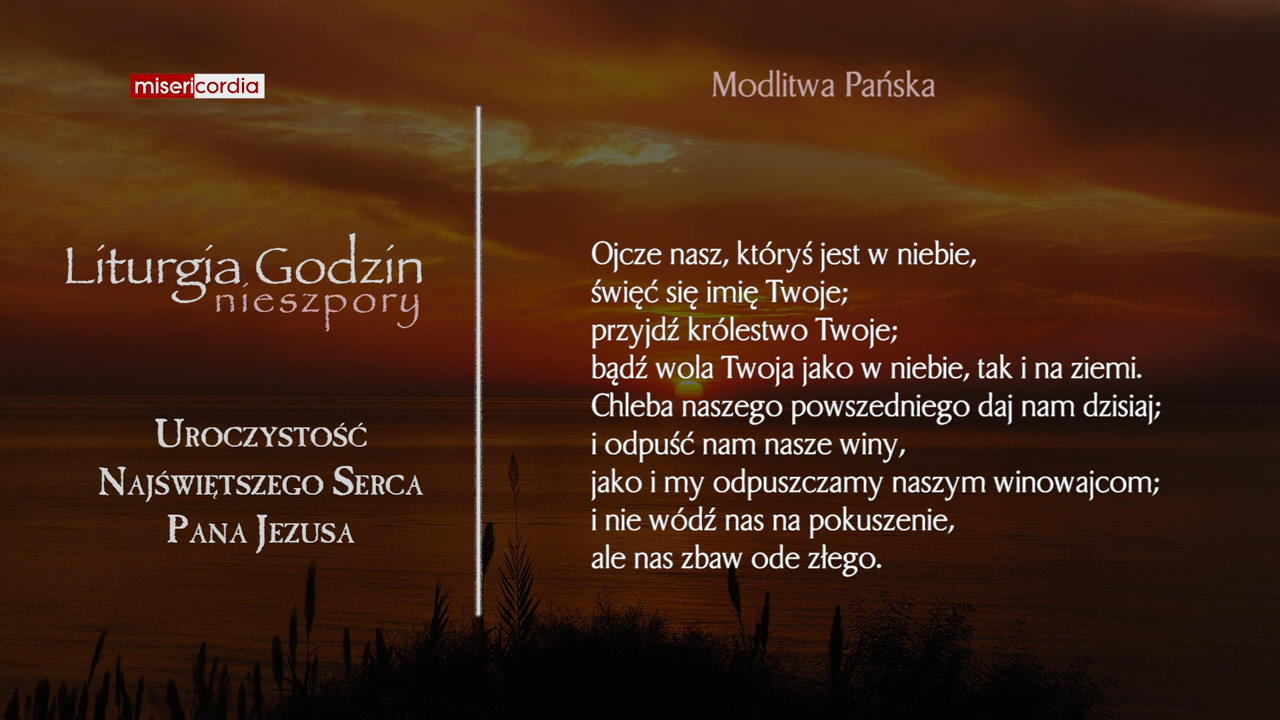 misericordia
Liturgia Godzin
nieszpory
Uroczystość
Najświętszego Serca
Pana Jezusa
Modlitwa Pańska
Ojcze nasz, któryś jest w niebie,
święć się imię Twoje;
przyjdź królestwo Twoje;
bądź wola Twoja jako w niebie, tak i na ziemi.
Chleba naszego powszedniego daj nam dzisiaj;
i odpuść nam nasze winy,
jako i my odpuszczamy naszym winowajcom;
i nie wódź nas na pokuszenie,
ale nas zbaw ode złego.